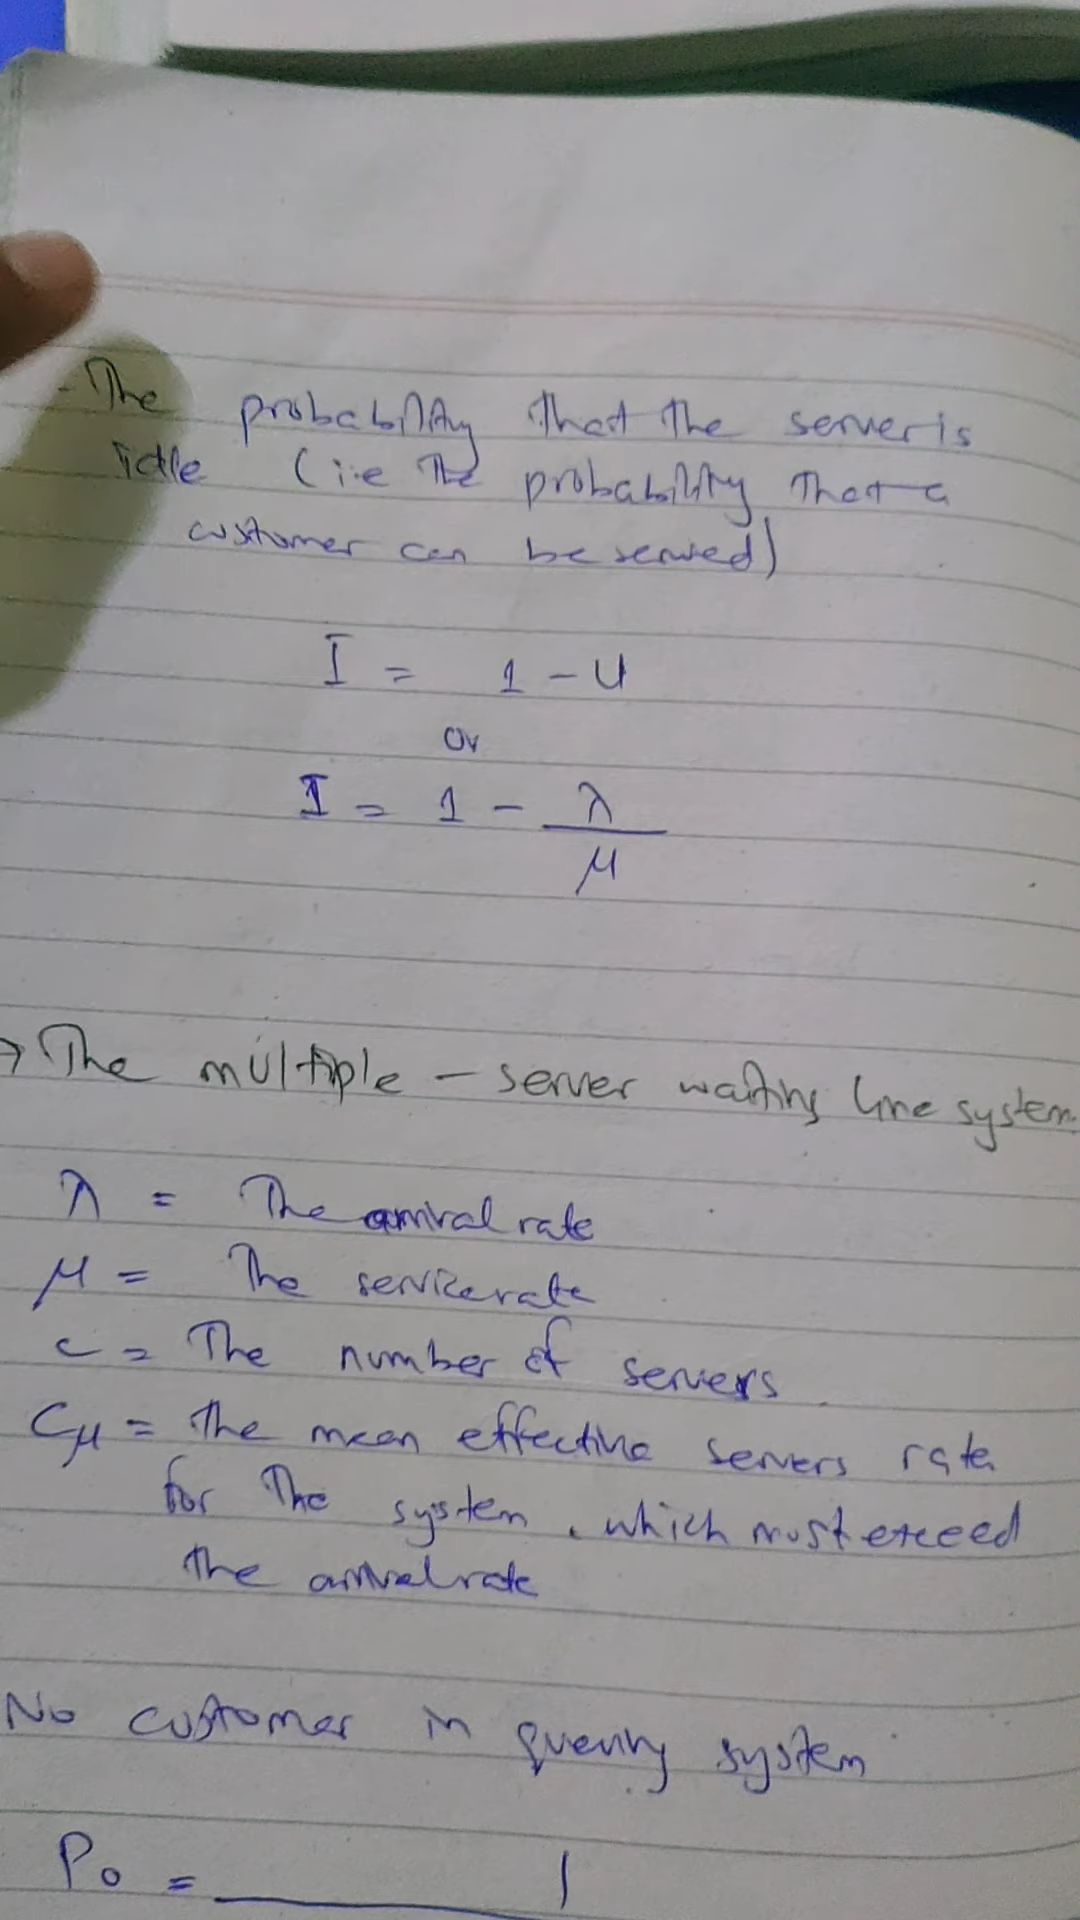 - The probability that the server is
idle (i.e The probability That a
customer can be served)
I = 1 - U
or
I = 1 - λ
μ
→ The multiple - server waiting line system
λ = The arrival rate
μ = The service rate
c = The number of servers
Cμ = The mean effective servers rate
for The system, which must exceed
the arrival rate
No customer in queuing system
P0 = 1